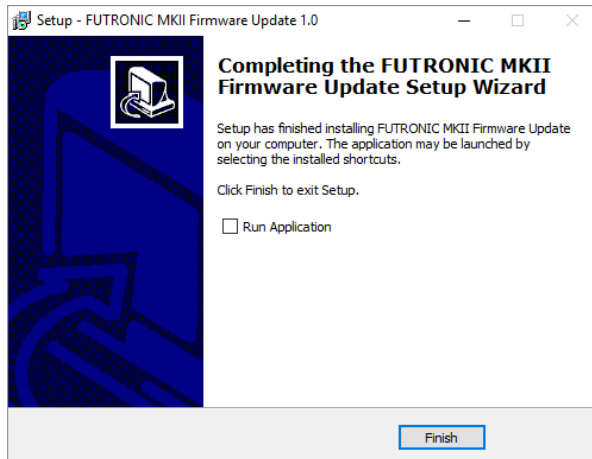 Setup - FUTRONIC MKII Firmware Update 1.0
Completing the FUTRONIC MKII
Firmware Update Setup Wizard
Setup has finished installing FUTRONIC MKII Firmware Update
on your computer. The application may be launched by
selecting the installed shortcuts.
Click Finish to exit Setup.
Run Application
Finish